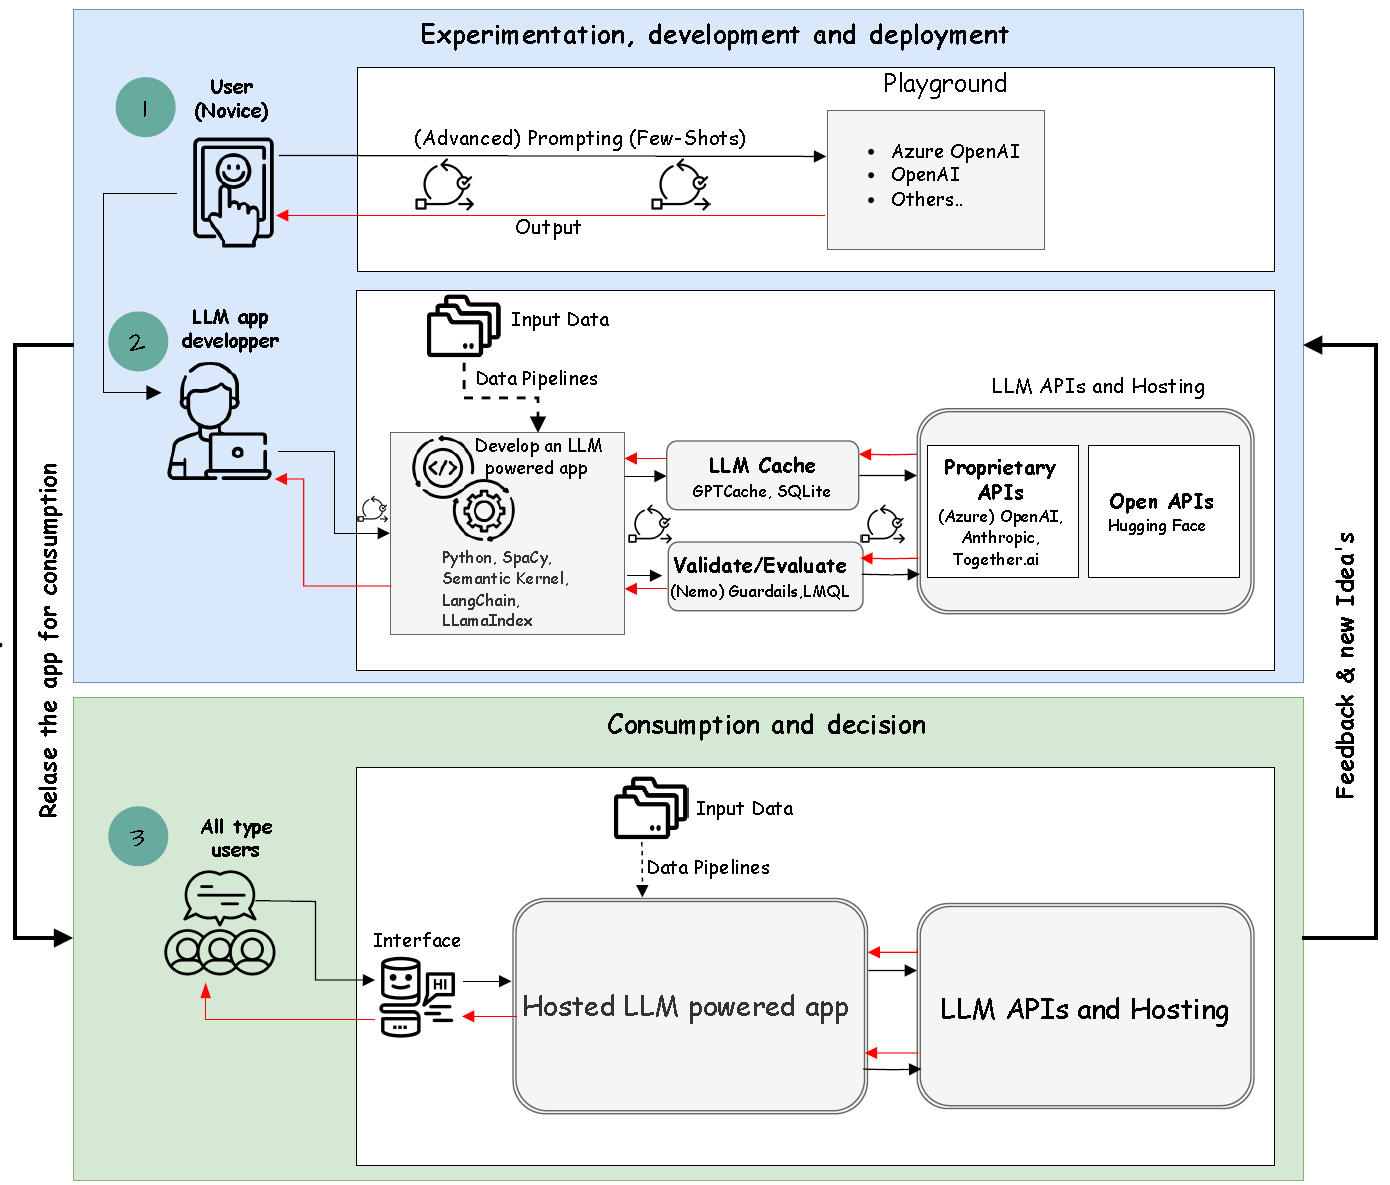 Experimentation, development and deployment
1
User
(Novice)
Playground
(Advanced) Prompting (Few-Shots)
• Azure OpenAI
• OpenAI
• Others..
Output
2
LLM app
developper
Input Data
Data Pipelines
LLM APIs and Hosting
Develop an LLM
powered app
</>
Python, SpaCy,
Semantic Kernel,
LangChain,
LLamaIndex
LLM Cache
GPTCache, SQLite
Validate/Evaluate
(Nemo) Guardails,LMQL
Proprietary
APIs
(Azure) OpenAI,
Anthropic,
Together.ai
Open APIs
Hugging Face
Relase the app for consumption
Feedback & new Idea's
Consumption and decision
3
All type
users
Input Data
Data Pipelines
Interface
HI
Hosted LLM powered app
LLM APIs and Hosting